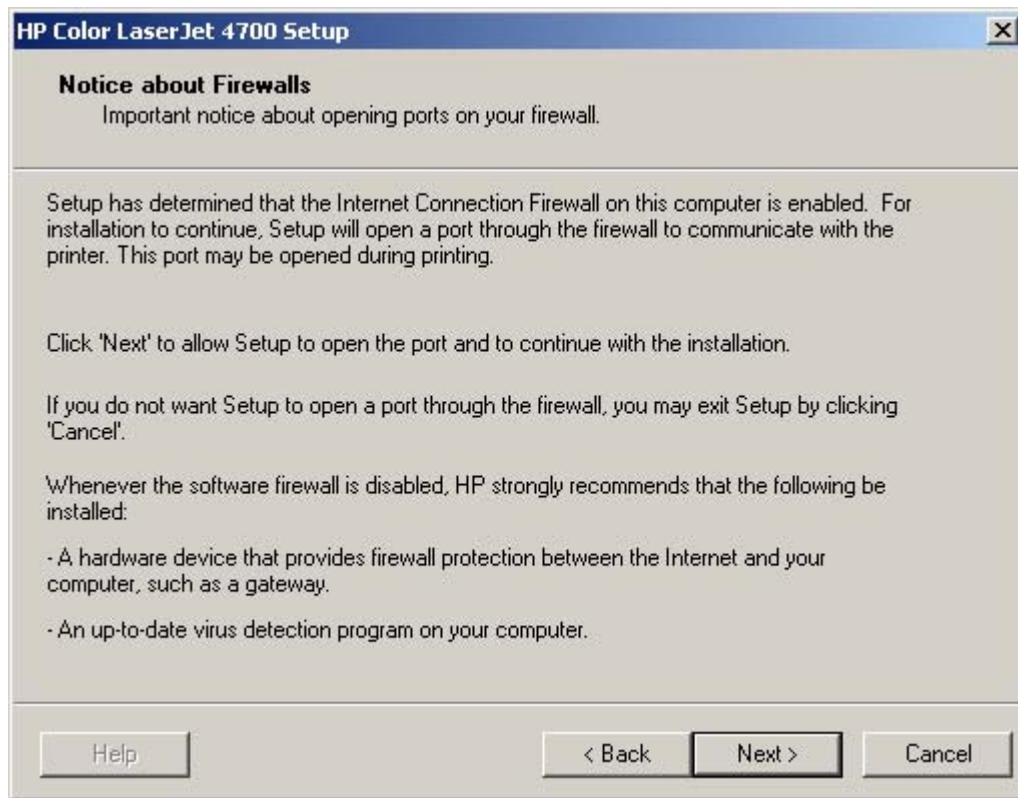 HP Color LaserJet 4700 Setup
Notice about Firewalls
Important notice about opening ports on your firewall.
Setup has determined that the Internet Connection Firewall on this computer is enabled.  For
installation to continue, Setup will open a port through the firewall to communicate with the
printer. This port may be opened during printing.
Click 'Next' to allow Setup to open the port and to continue with the installation.
If you do not want Setup to open a port through the firewall, you may exit Setup by clicking
'Cancel'.
Whenever the software firewall is disabled, HP strongly recommends that the following be
installed:
- A hardware device that provides firewall protection between the Internet and your
computer, such as a gateway.
- An up-to-date virus detection program on your computer.
Help
< Back
Next >
Cancel